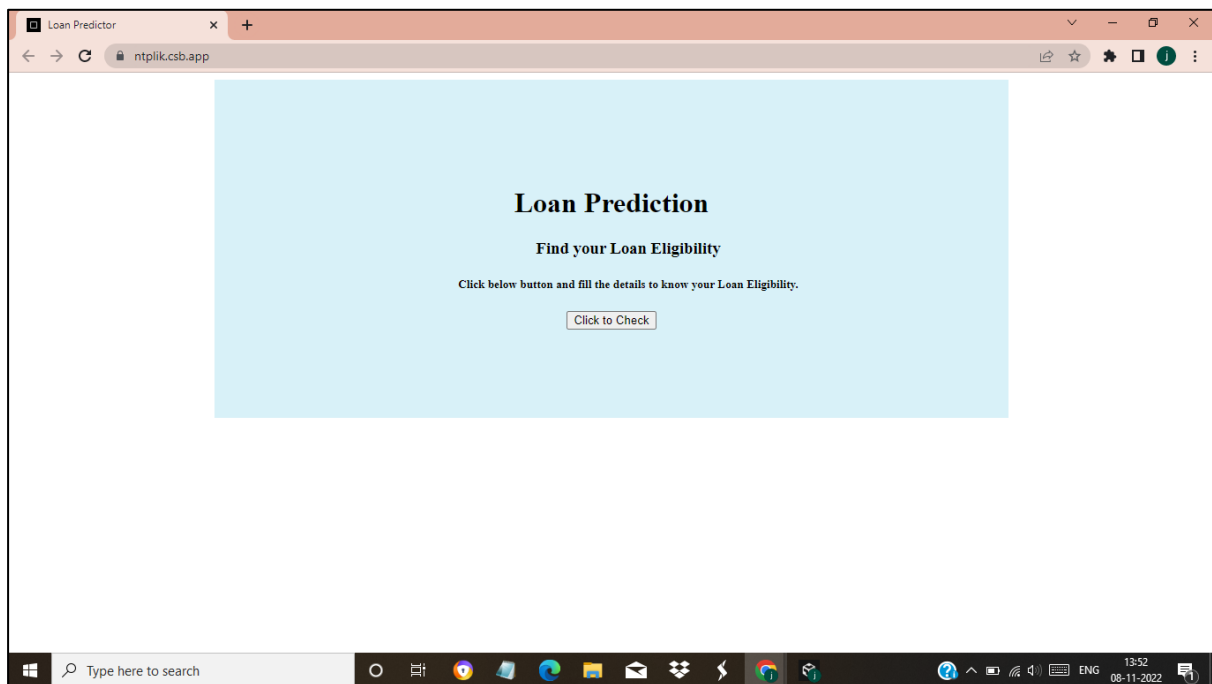 Loan Predictor
ntplik.csb.app
j
Loan Prediction
Find your Loan Eligibility
Click below button and fill the details to know your Loan Eligibility.
Click to Check
Type here to search
ENG
13:52
08-11-2022
1